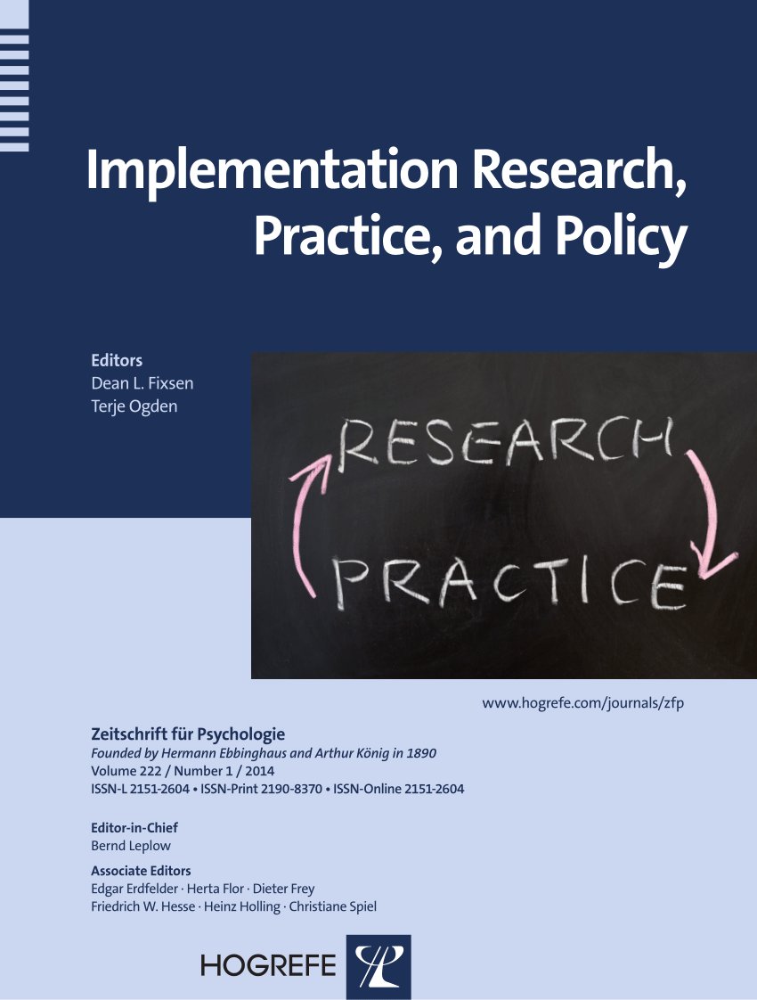 Implementation Research,
Practice, and Policy
Editors
Dean L. Fixsen
Terje Ogden
RESEARCH
PRACTICE
www.hogrefe.com/journals/zfp
Zeitschrift für Psychologie
Founded by Hermann Ebbinghaus and Arthur König in 1890
Volume 222 / Number 1 / 2014
ISSN-L 2151-2604 • ISSN-Print 2190-8370 • ISSN-Online 2151-2604
Editor-in-Chief
Bernd Leplow
Associate Editors
Edgar Erdfelder · Herta Flor · Dieter Frey
Friedrich W. Hesse · Heinz Holling · Christiane Spiel
HOGREFE